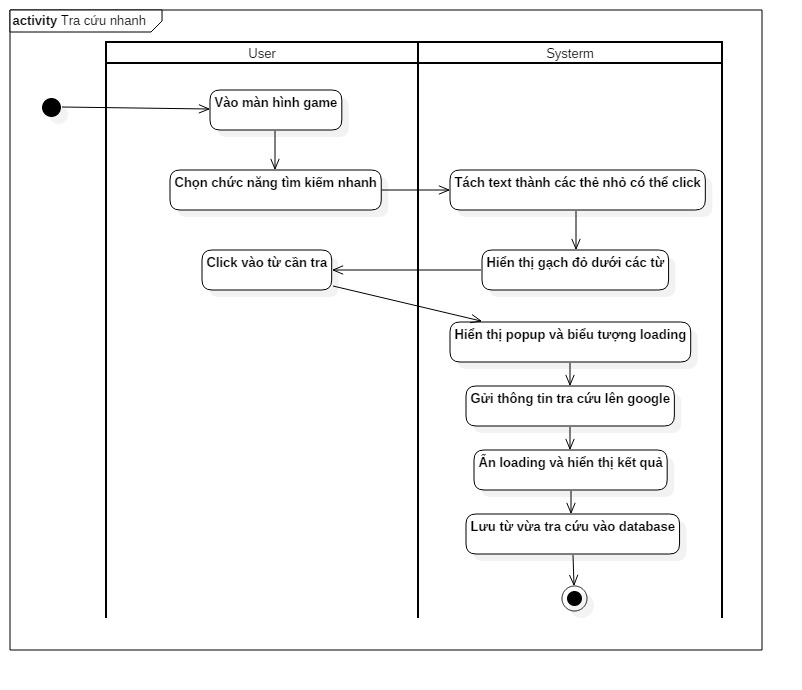 activity Tra cứu nhanh
User
Systerm
Vào màn hình game
Chọn chức năng tìm kiếm nhanh
Tách text thành các thẻ nhỏ có thể click
Click vào từ cần tra
Hiển thị gạch đỏ dưới các từ
Hiển thị popup và biểu tượng loading
Gửi thông tin tra cứu lên google
Ẩn loading và hiển thị kết quả
Lưu từ vừa tra cứu vào database